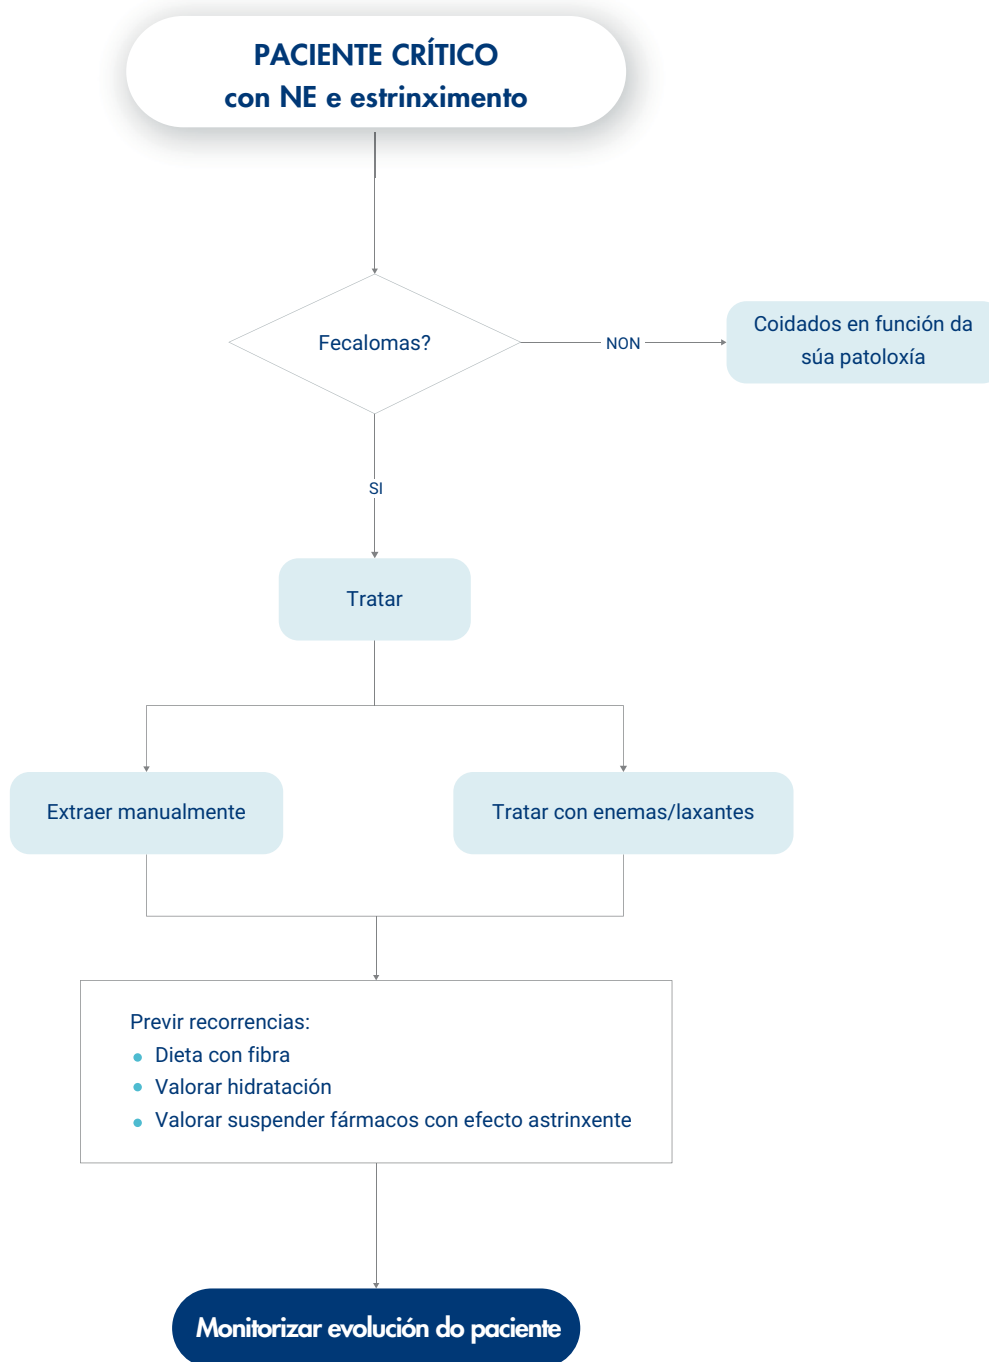 PACIENTE CRÍTICO
con NE e estrinximento
Fecalomas?
NON
Coidados en función da
súa patoloxía
SI
Tratar
Extraer manualmente
Tratar con enemas/laxantes
Previr recorrencias:
Dieta con fibra
Valorar hidratación
Valorar suspender fármacos con efecto astrinxente
Monitorizar evolución do paciente